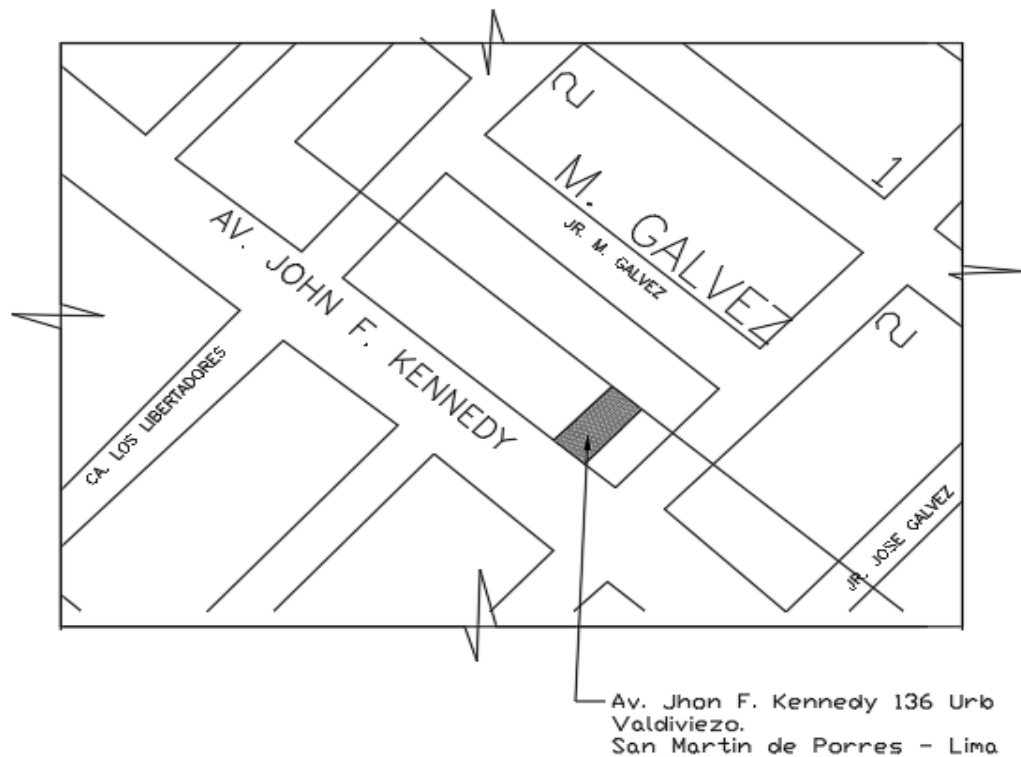 2
1
M. GALVEZ
JR. M. GALVEZ
AV. JOHN F. KENNEDY
2
CA. LOS LIBERTADORES
JR. JOSE GALVEZ
Av. Jhon F. Kennedy 136 Urb
Valdiviezo.
San Martin de Porres - Lima